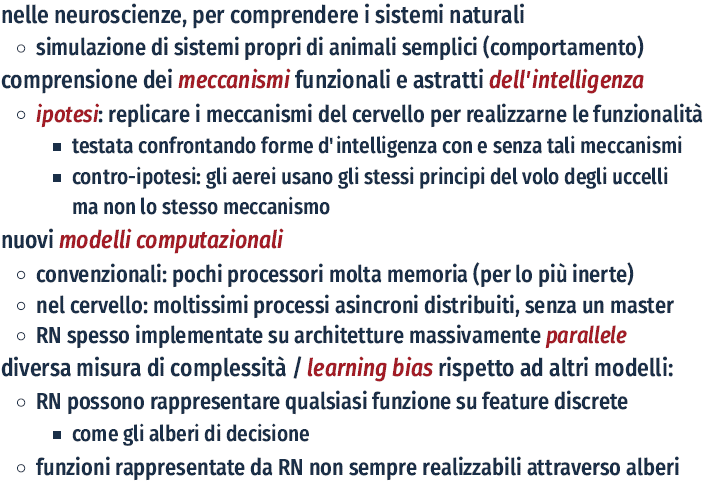 nelle neuroscienze, per comprendere i sistemi naturali
◦ simulazione di sistemi propri di animali semplici (comportamento)
comprensione dei meccanismi funzionali e astratti dell'intelligenza
◦ ipotesi: replicare i meccanismi del cervello per realizzarne le funzionalità
▪ testata confrontando forme d'intelligenza con e senza tali meccanismi
▪ contro-ipotesi: gli aerei usano gli stessi principi del volo degli uccelli
ma non lo stesso meccanismo
nuovi modelli computazionali
◦ convenzionali: pochi processori molta memoria (per lo più inerte)
◦ nel cervello: moltissimi processi asincroni distribuiti, senza un master
◦ RN spesso implementate su architetture massivamente parallele
diversa misura di complessità / learning bias rispetto ad altri modelli:
◦ RN possono rappresentare qualsiasi funzione su feature discrete
▪ come gli alberi di decisione
◦ funzioni rappresentate da RN non sempre realizzabili attraverso alberi